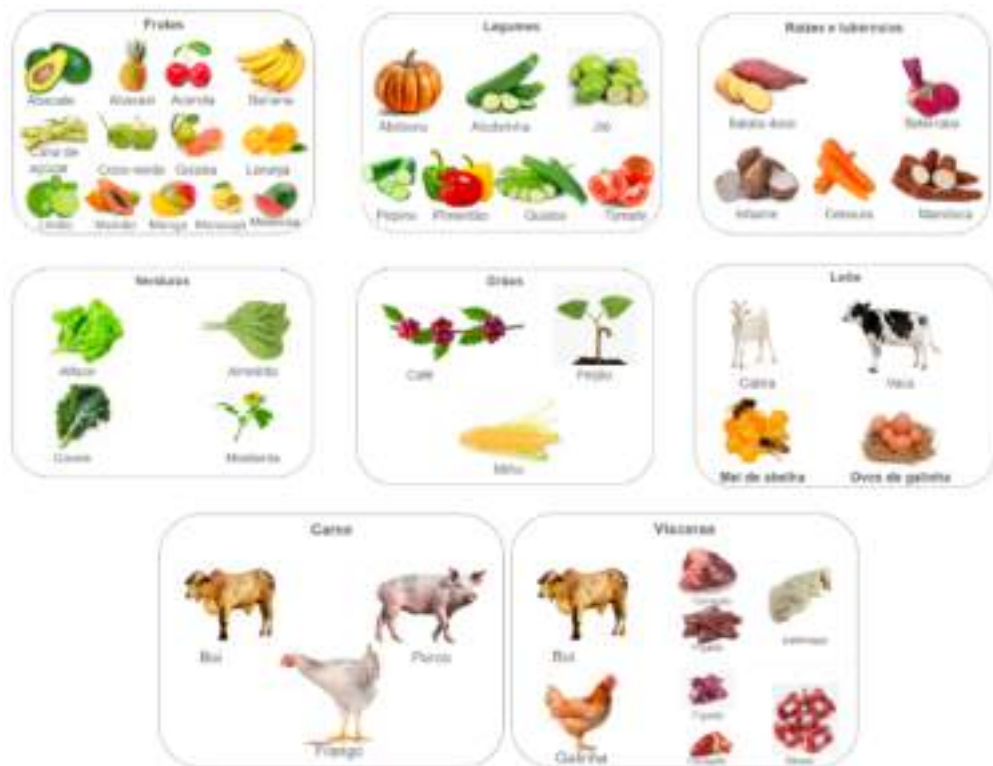 Frutas
Abacate
Abacaxi
Acerola
Banana
Cana de
açúcar
Coco-verde
Goiaba
Laranja
Limão
Mamão
Manga
Maracujá
Melancia
Legumes
Abóbora
Abobrinha
Jiló
Pepino
Pimentão
Quiabo
Tomate
Raízes e tubérculos
Batata doce
Beterraba
Inhame
Cenoura
Mandioca
Verduras
Alface
Almeirão
Couve
Mostarda
Grãos
Café
Feijão
Milho
Leite
Cabra
Vaca
Mel de abelha
Ovos de galinha
Carne
Boi
Porco
Frango
Vísceras
Boi
Fígado
Galinha
Fígado